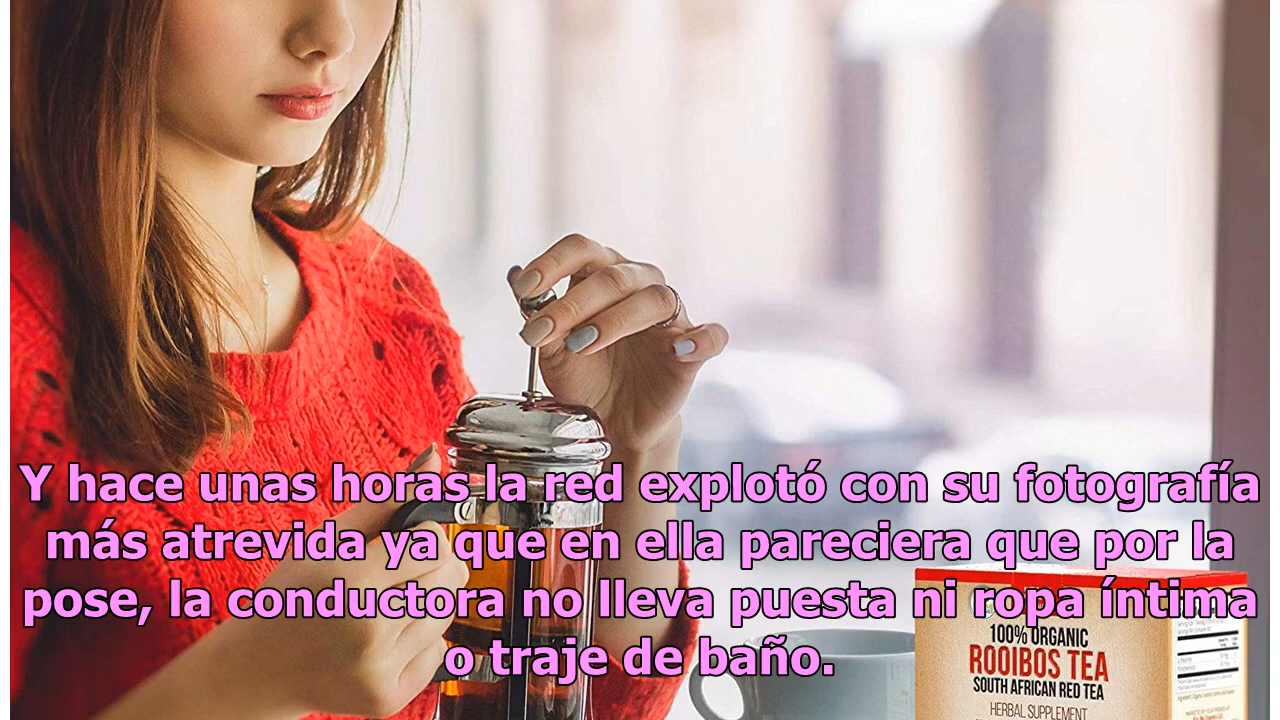 Y hace unas horas la red explotó con su fotografía
más atrevida ya que en ella pareciera que por la
pose, la conductora no lleva puesta ni ropa íntima
o traje de baño.
100% ORGANIC
ROOIBOS TEA
SOUTH AFRICAN RED TEA
HERBAL SUPPLEMENT